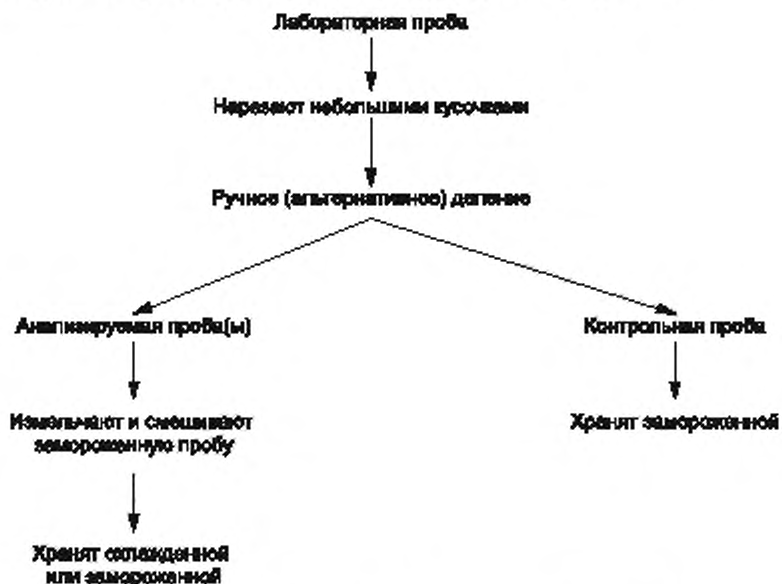 Лабораторная проба
Нарезают небольшими кусочками
Ручное (альтернативное) деление
Анализируемая проба(ы)
Контрольная проба
Измельчают и смешивают
замороженную пробу
Хранят замороженной
Хранят охлажденной
или замороженной